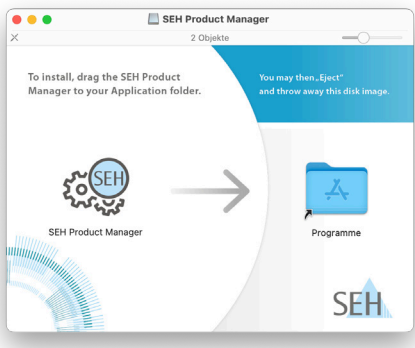 SEH Product Manager
2 Objekte
To install, drag the SEH Product
Manager to your Application folder.
You may then „Eject“
and throw away this disk image.
SEH
SEH Product Manager
Programme
SEH